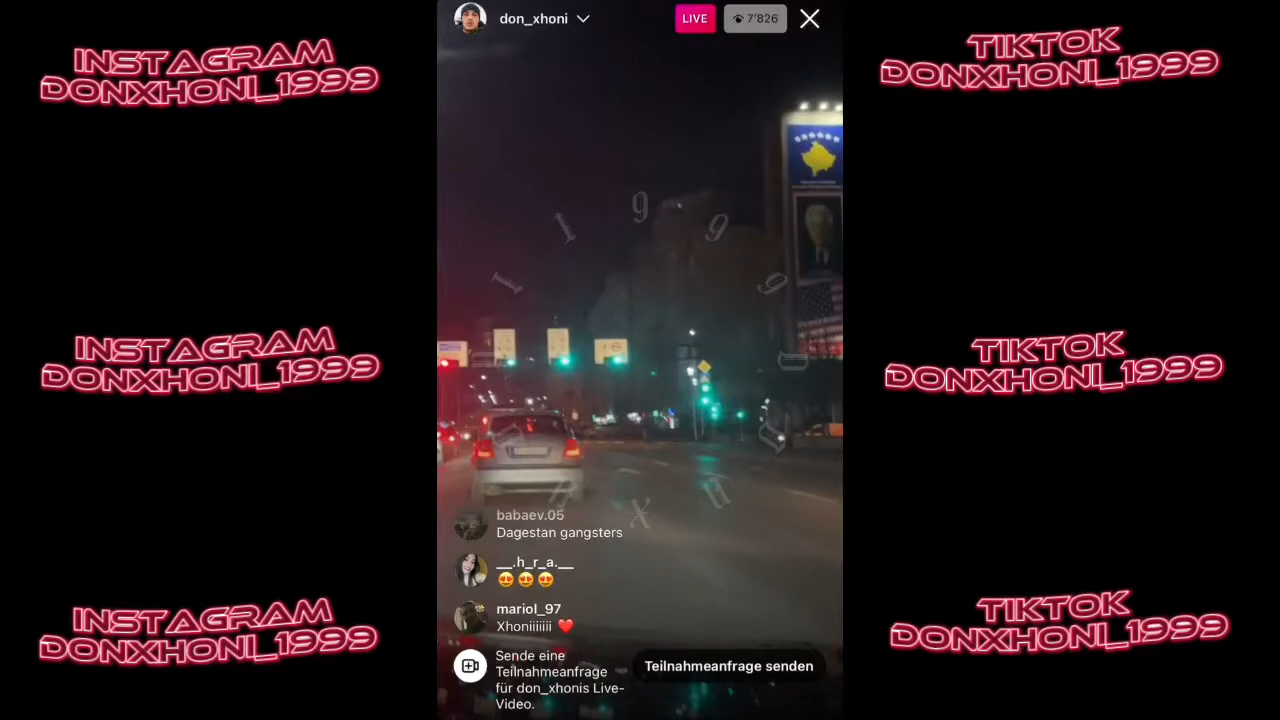 INSTAGRAM
DONXHONI_1999
TIKTOK
DONXHONI_1999
don_xhoni
LIVE
7'826
INSTAGRAM
DONXHONI_1999
TIKTOK
DONXHONI_1999
babaev.05
Dagestan gangsters
__.h_r_a.__
mariol_97
Xhoniiiiiii ❤️
Sende eine
Teilnahmeanfrage
für don_xhonis Live-
Video.
Teilnahmeanfrage senden
INSTAGRAM
DONXHONI_1999
TIKTOK
DONXHONI_1999